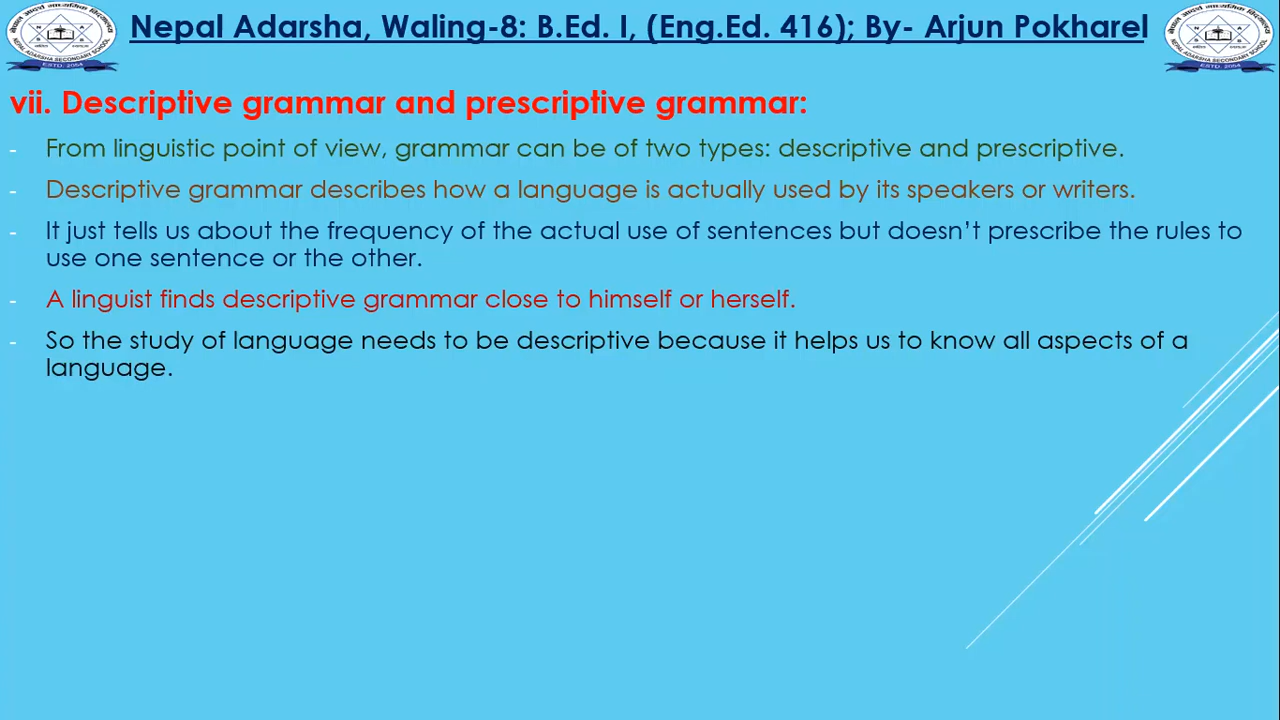 Nepal Adarsha, Waling-8: B.Ed. I, (Eng.Ed. 416); By- Arjun Pokharel
vii. Descriptive grammar and prescriptive grammar:
- From linguistic point of view, grammar can be of two types: descriptive and prescriptive.
- Descriptive grammar describes how a language is actually used by its speakers or writers.
- It just tells us about the frequency of the actual use of sentences but doesn't prescribe the rules to
use one sentence or the other.
- A linguist finds descriptive grammar close to himself or herself.
- So the study of language needs to be descriptive because it helps us to know all aspects of a
language.